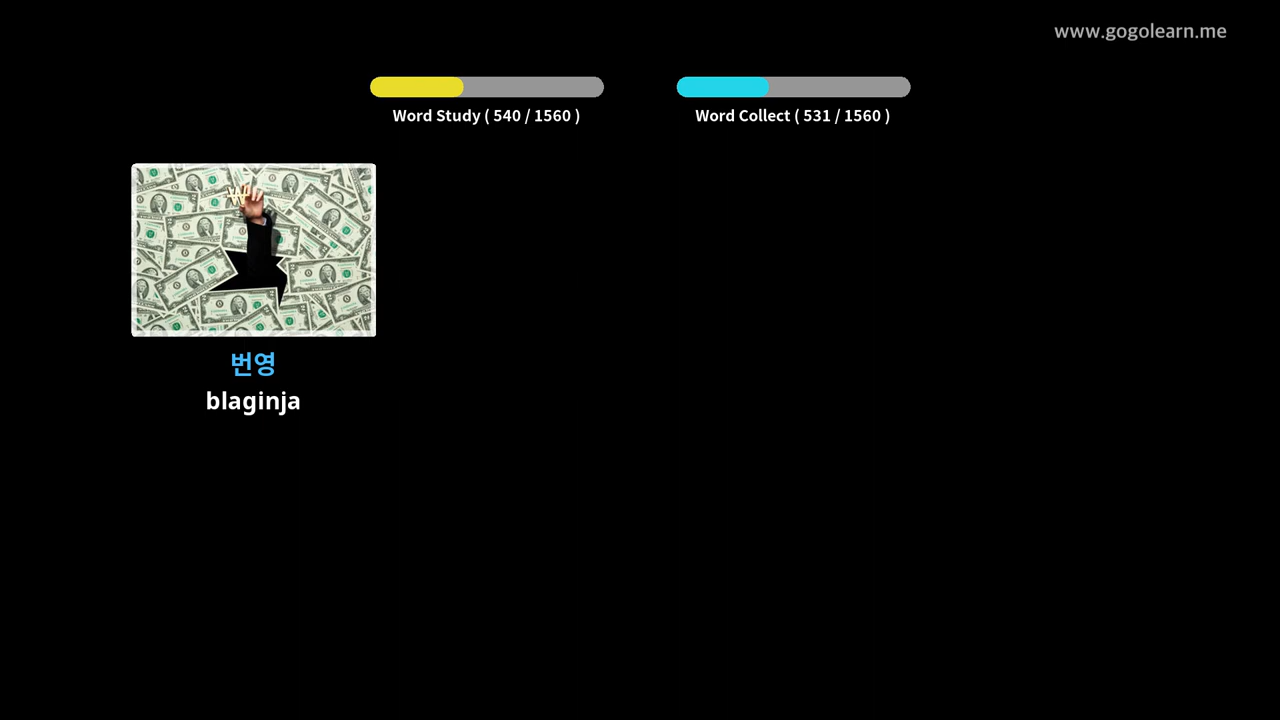 www.gogolearn.me
Word Study ( 540 / 1560 )
Word Collect ( 531 / 1560 )
₩
번영
blaginja